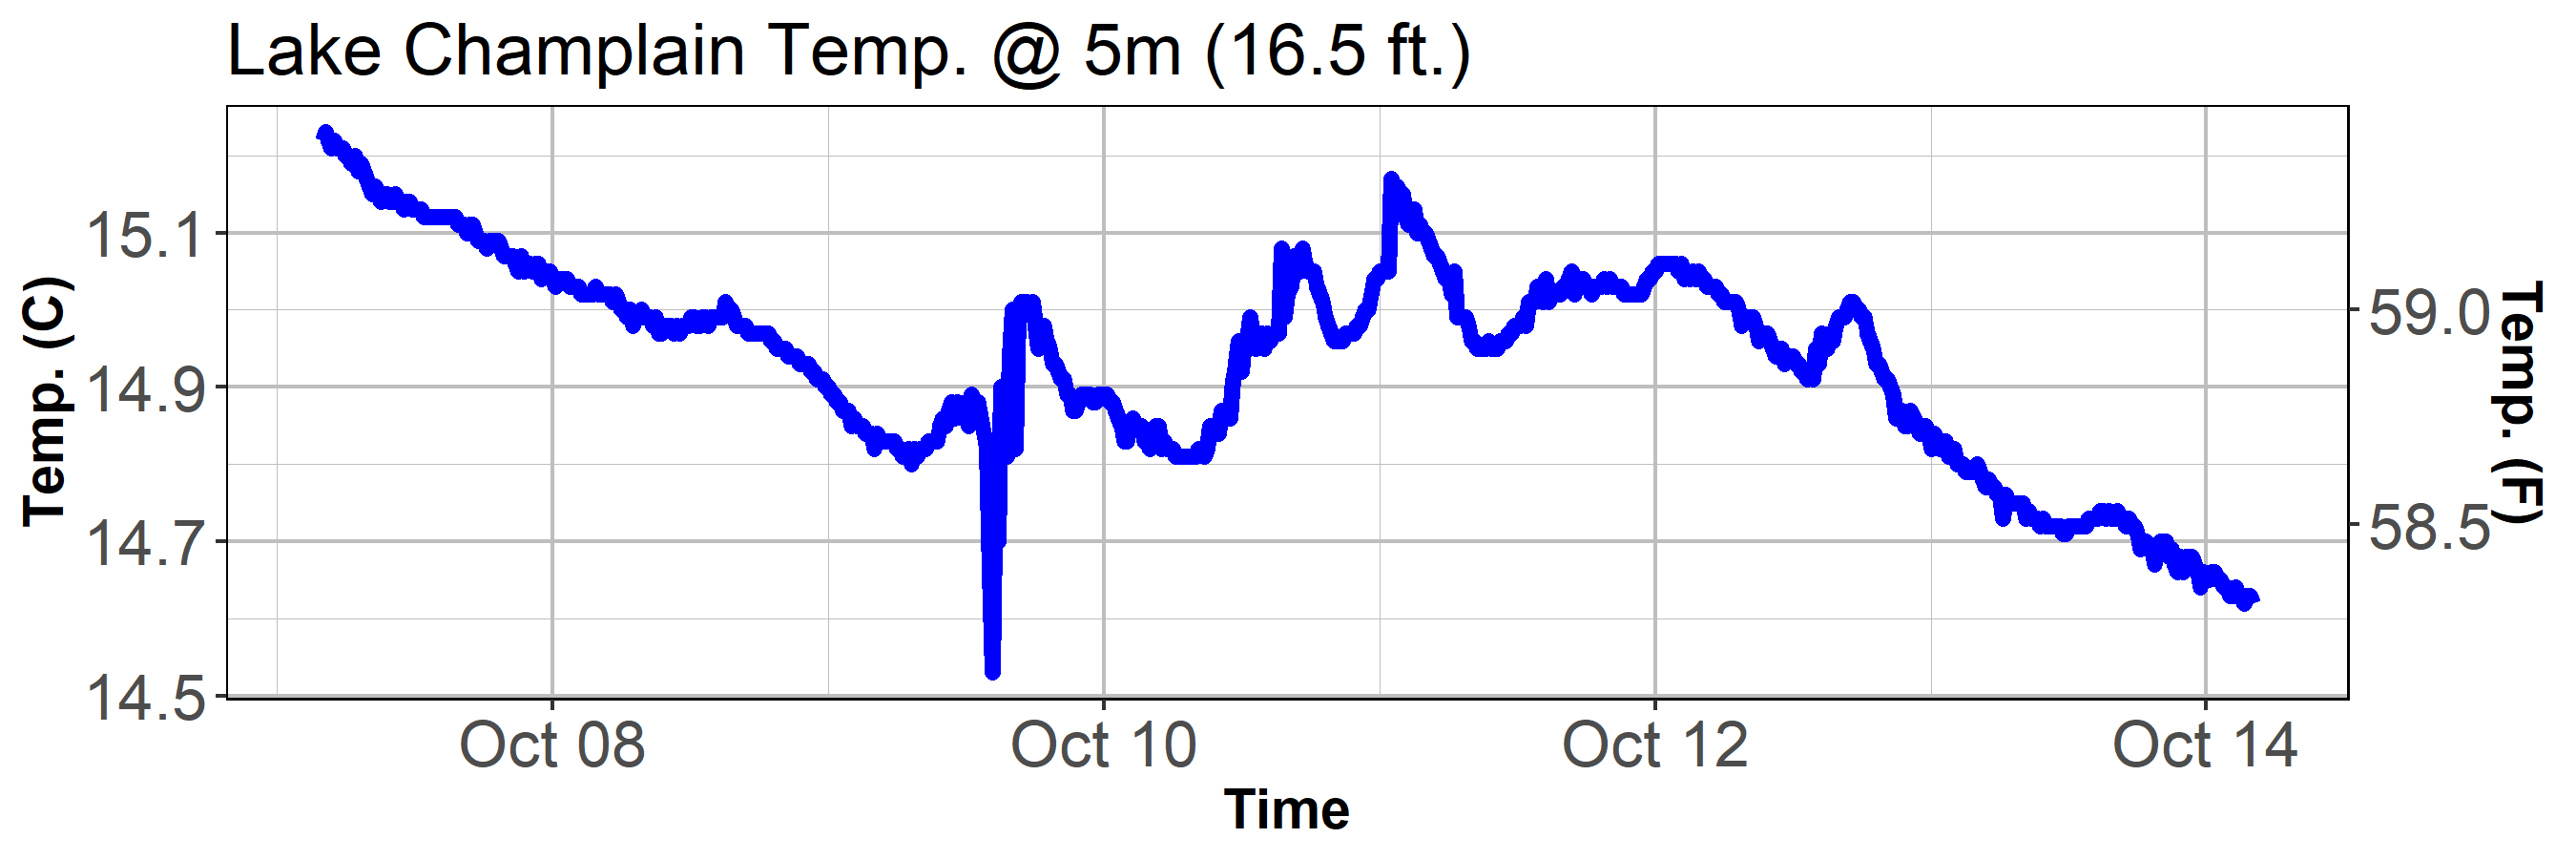 Lake Champlain Temp. @ 5m (16.5 ft.)
Temp. (C)
15.1
14.9
14.7
14.5
59.0
58.5
Temp. (F)
Oct 08 Oct 10 Oct 12 Oct 14
Time